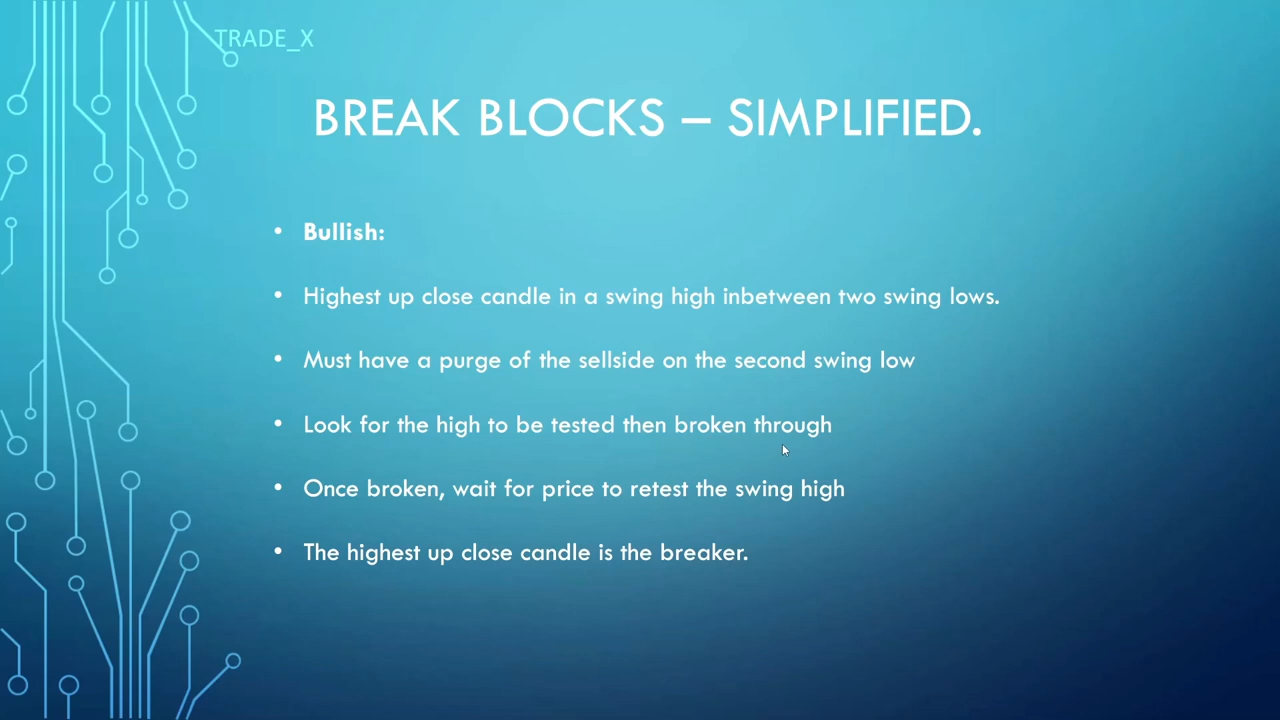 TRADE_X
BREAK BLOCKS – SIMPLIFIED.
• Bullish:
• Highest up close candle in a swing high inbetween two swing lows.
• Must have a purge of the sellside on the second swing low
• Look for the high to be tested then broken through
• Once broken, wait for price to retest the swing high
• The highest up close candle is the breaker.